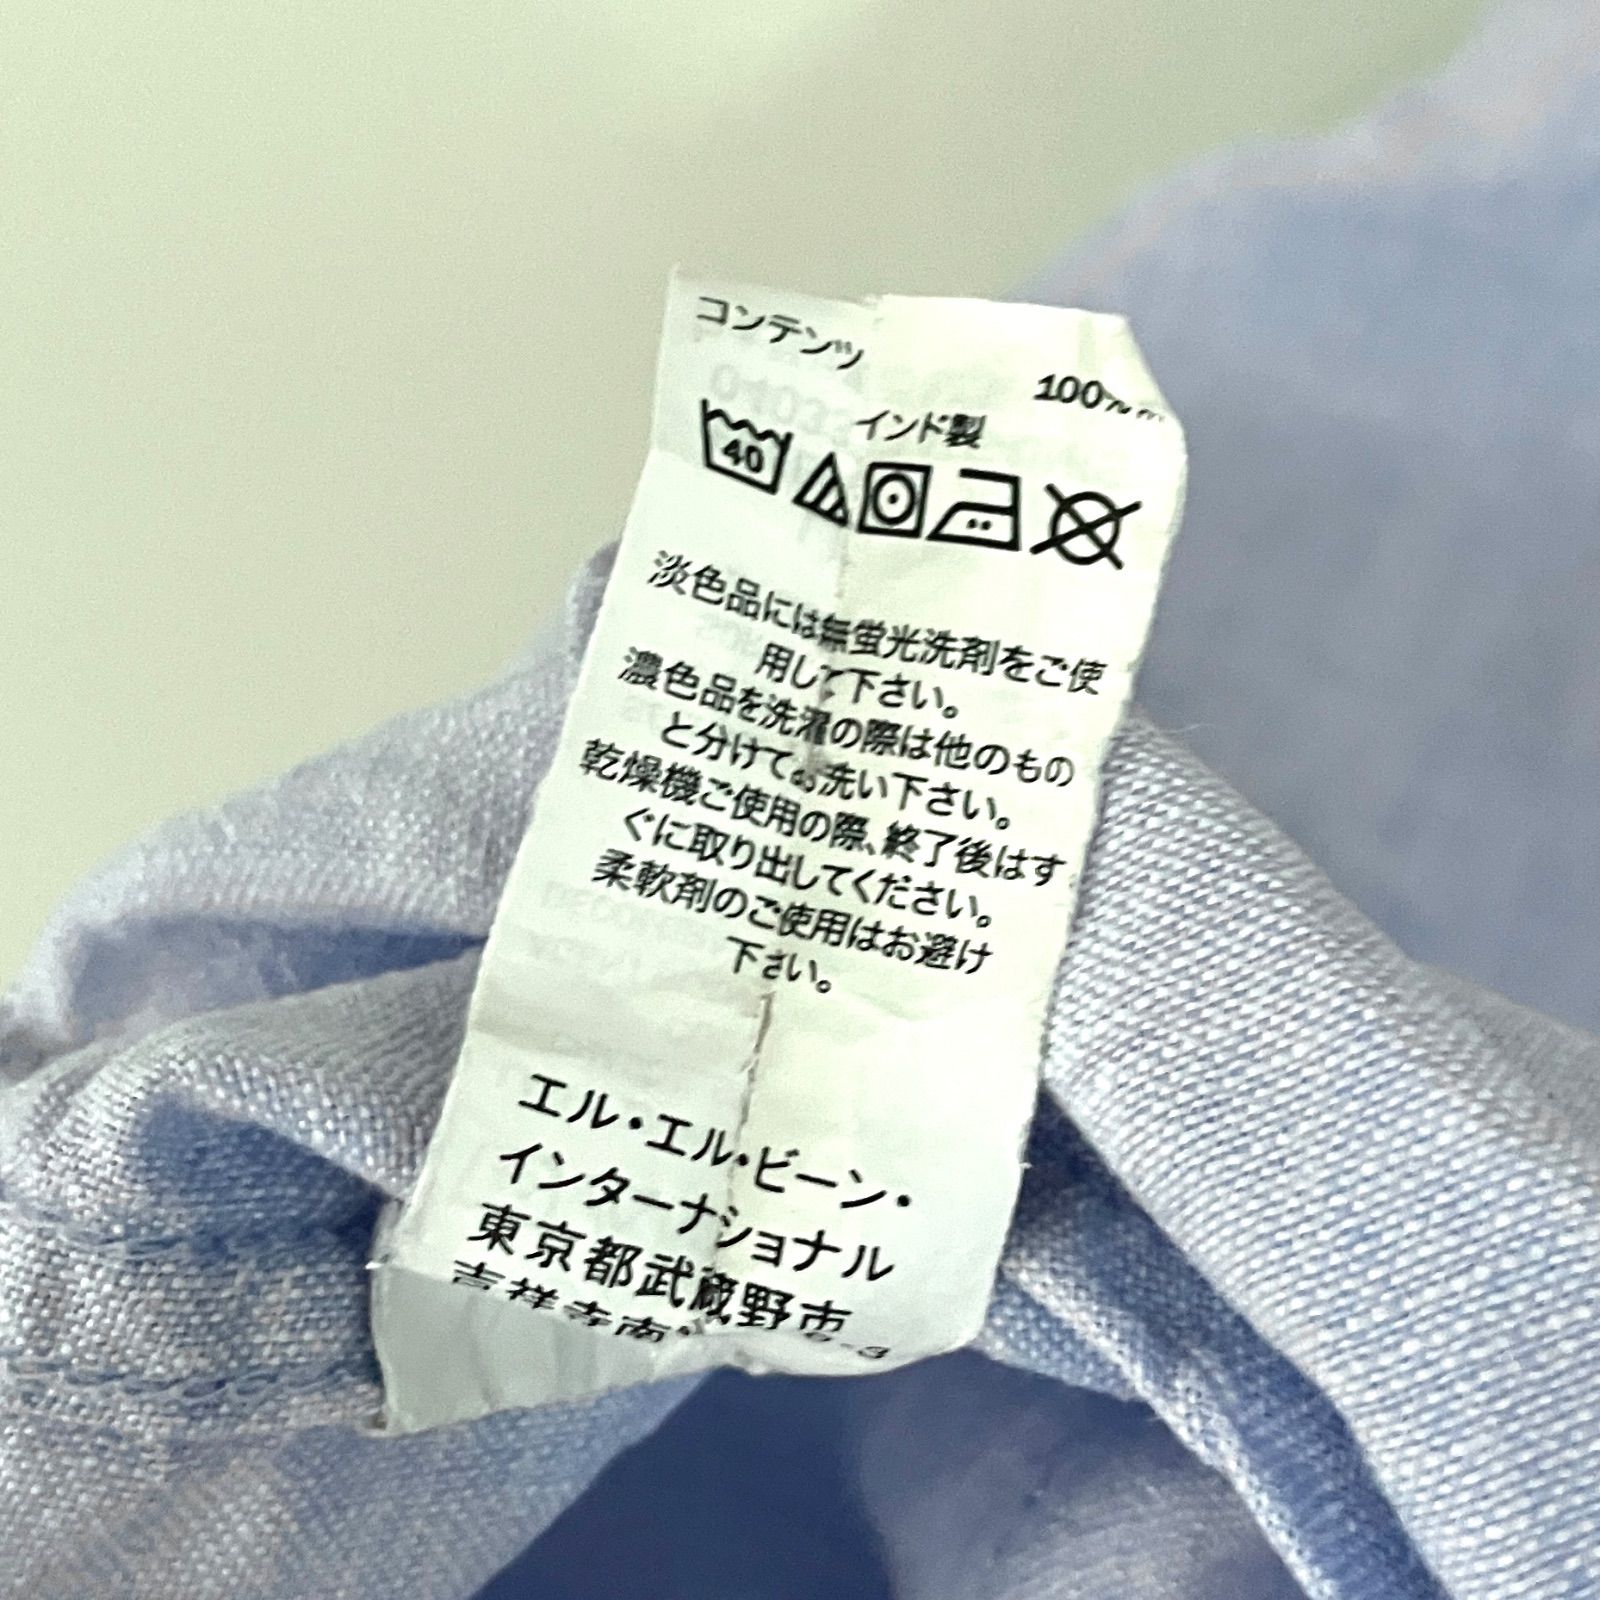 コンテンツ
100%
インド製
40
淡色品には無蛍光洗剤をご使
用して下さい。
濃色品を洗濯の際は他のもの
と分けてお洗い下さい。
乾燥機ご使用の際、終了後はす
ぐに取り出してください。
柔軟剤のご使用はお避け
下さい。
エル・エル・ビーン・
インターナショナル
東京都武蔵野市
吉祥寺南